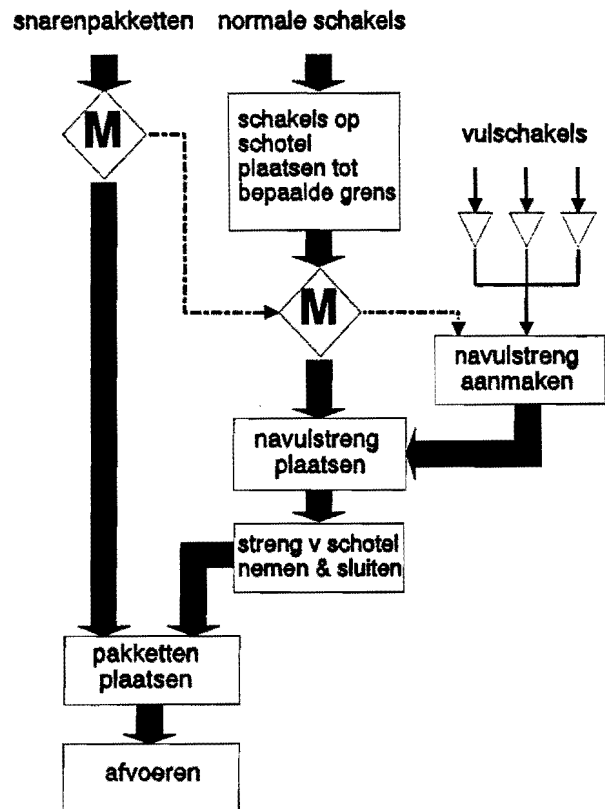 snarenpakketten
normale schakels
M
schakels op
schotel
plaatsen tot
bepaalde grens
vulschakels
M
navulstreng
aanmaken
navulstreng
plaatsen
streng v schotel
nemen & sluiten
pakketten
plaatsen
afvoeren